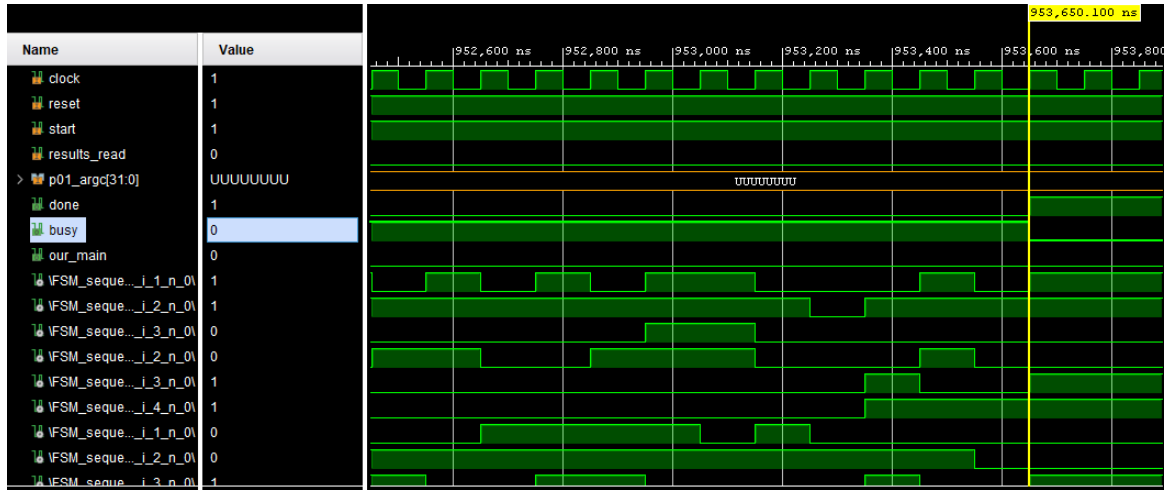 953,650.100 ns
Name Value
952,600 ns 952,800 ns 953,000 ns 953,200 ns 953,400 ns 953,600 ns 953,800
clock 1
reset 1
start 1
results_read 0
> p01_argc[31:0] UUUUUUUU UUUUUUUU
done 1
busy 0
our_main 0
\FSM_seque..._i_1_n_0\ 1
\FSM_seque..._i_2_n_0\ 1
\FSM_seque..._i_3_n_0\ 0
\FSM_seque..._i_2_n_0\ 0
\FSM_seque..._i_3_n_0\ 1
\FSM_seque..._i_4_n_0\ 1
\FSM_seque..._i_1_n_0\ 0
\FSM_seque..._i_2_n_0\ 0
\FSM_seque..._i_3_n_0\ 1